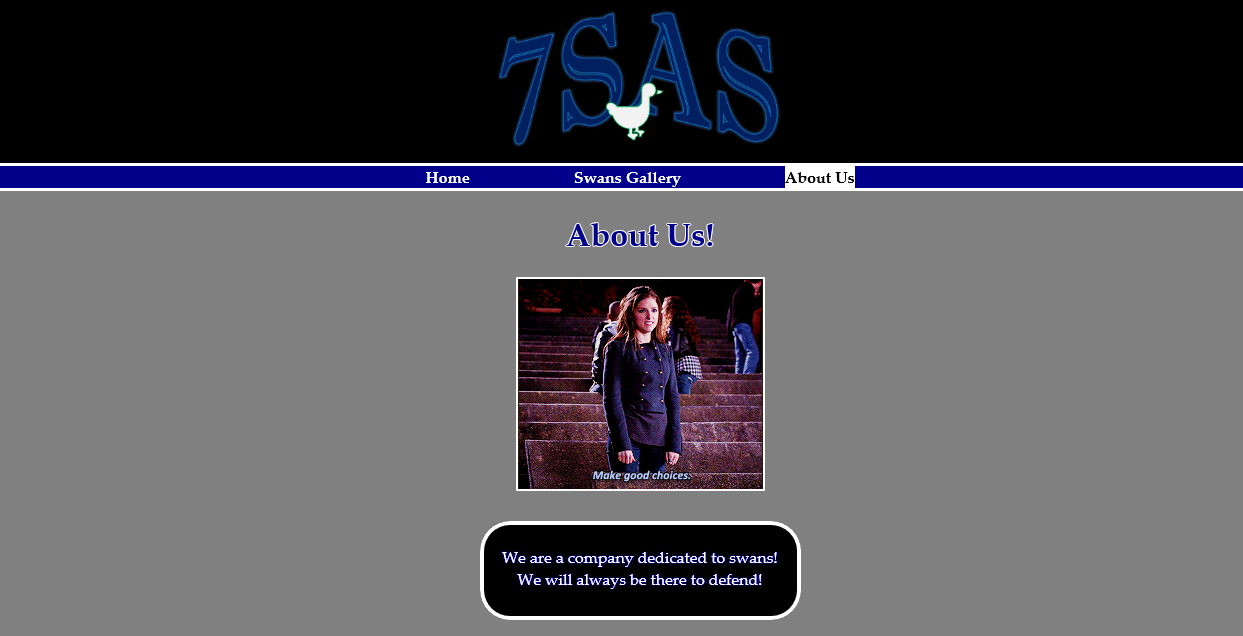 7SAS
Home Swans Gallery About Us
About Us!
Make good choices.
We are a company dedicated to swans!
We will always be there to defend!